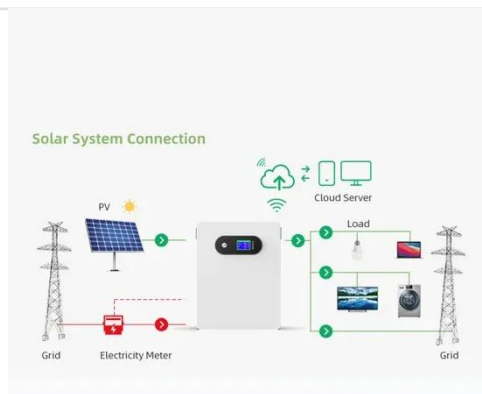 Solar System Connection
Cloud Server
PV
Load
Grid
Electricity Meter
Grid